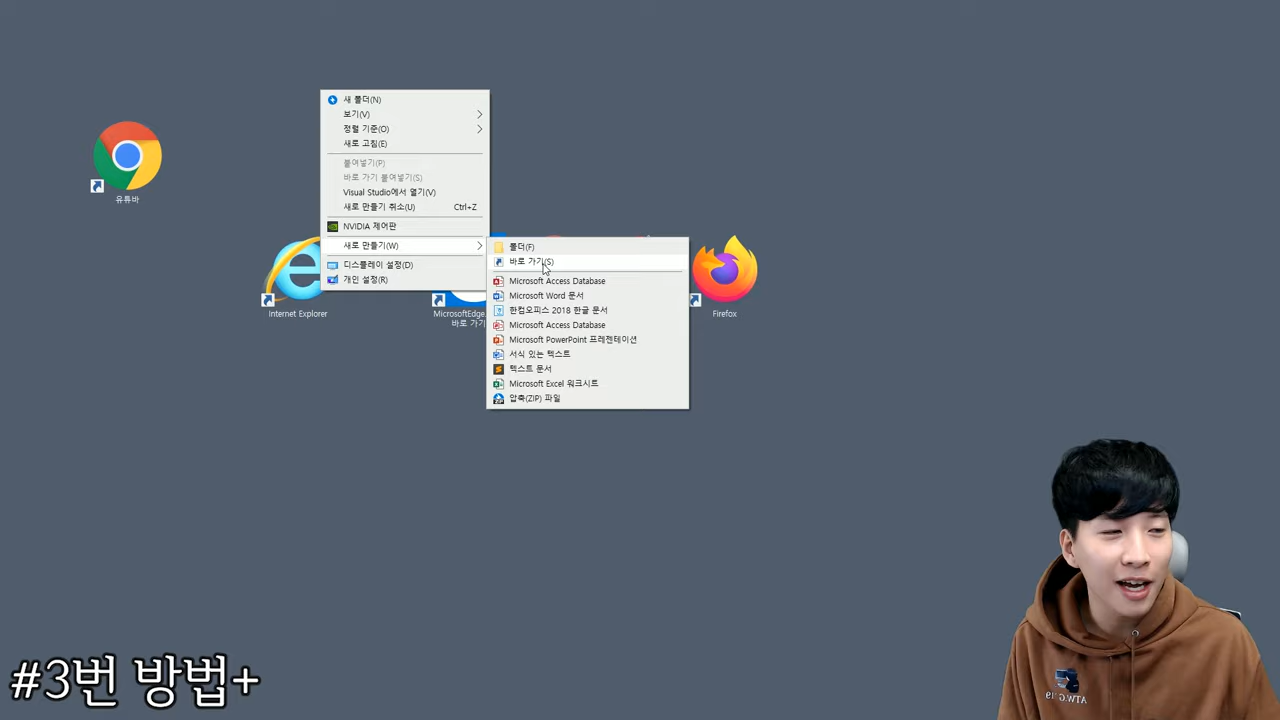 새 폴더(N)
보기(V)
정렬 기준(O)
새로 고침(E)
붙여넣기(P)
바로 가기 붙여넣기(S)
Visual Studio에서 열기(V)
새로 만들기 취소(U) Ctrl+Z
NVIDIA 제어판
새로 만들기(W)
디스플레이 설정(D)
개인 설정(R)
폴더(F)
바로 가기(S)
Microsoft Access Database
Microsoft Word 문서
한컴오피스 2018 한글 문서
Microsoft Access Database
Microsoft PowerPoint 프레젠테이션
서식 있는 텍스트
텍스트 문서
Microsoft Excel 워크시트
압축(ZIP) 파일
유튜바
Internet Explorer
MicrosoftEdge.
바로 가기
Firefox
#3번 방법+